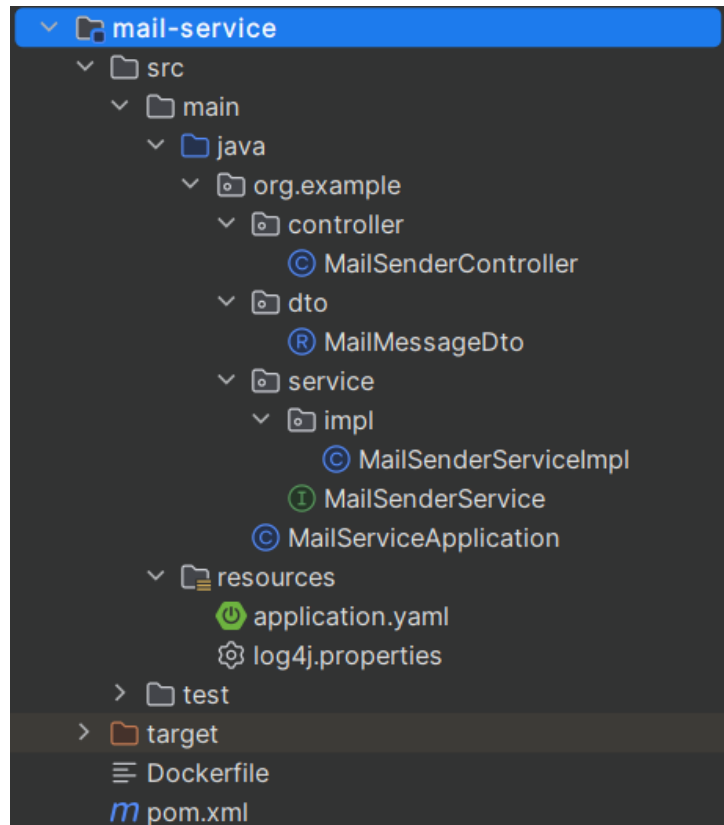 mail-service
src
main
java
org.example
controller
C MailSenderController
dto
R MailMessageDto
service
impl
C MailSenderServiceImpl
I MailSenderService
C MailServiceApplication
resources
application.yaml
log4j.properties
test
target
Dockerfile
m pom.xml